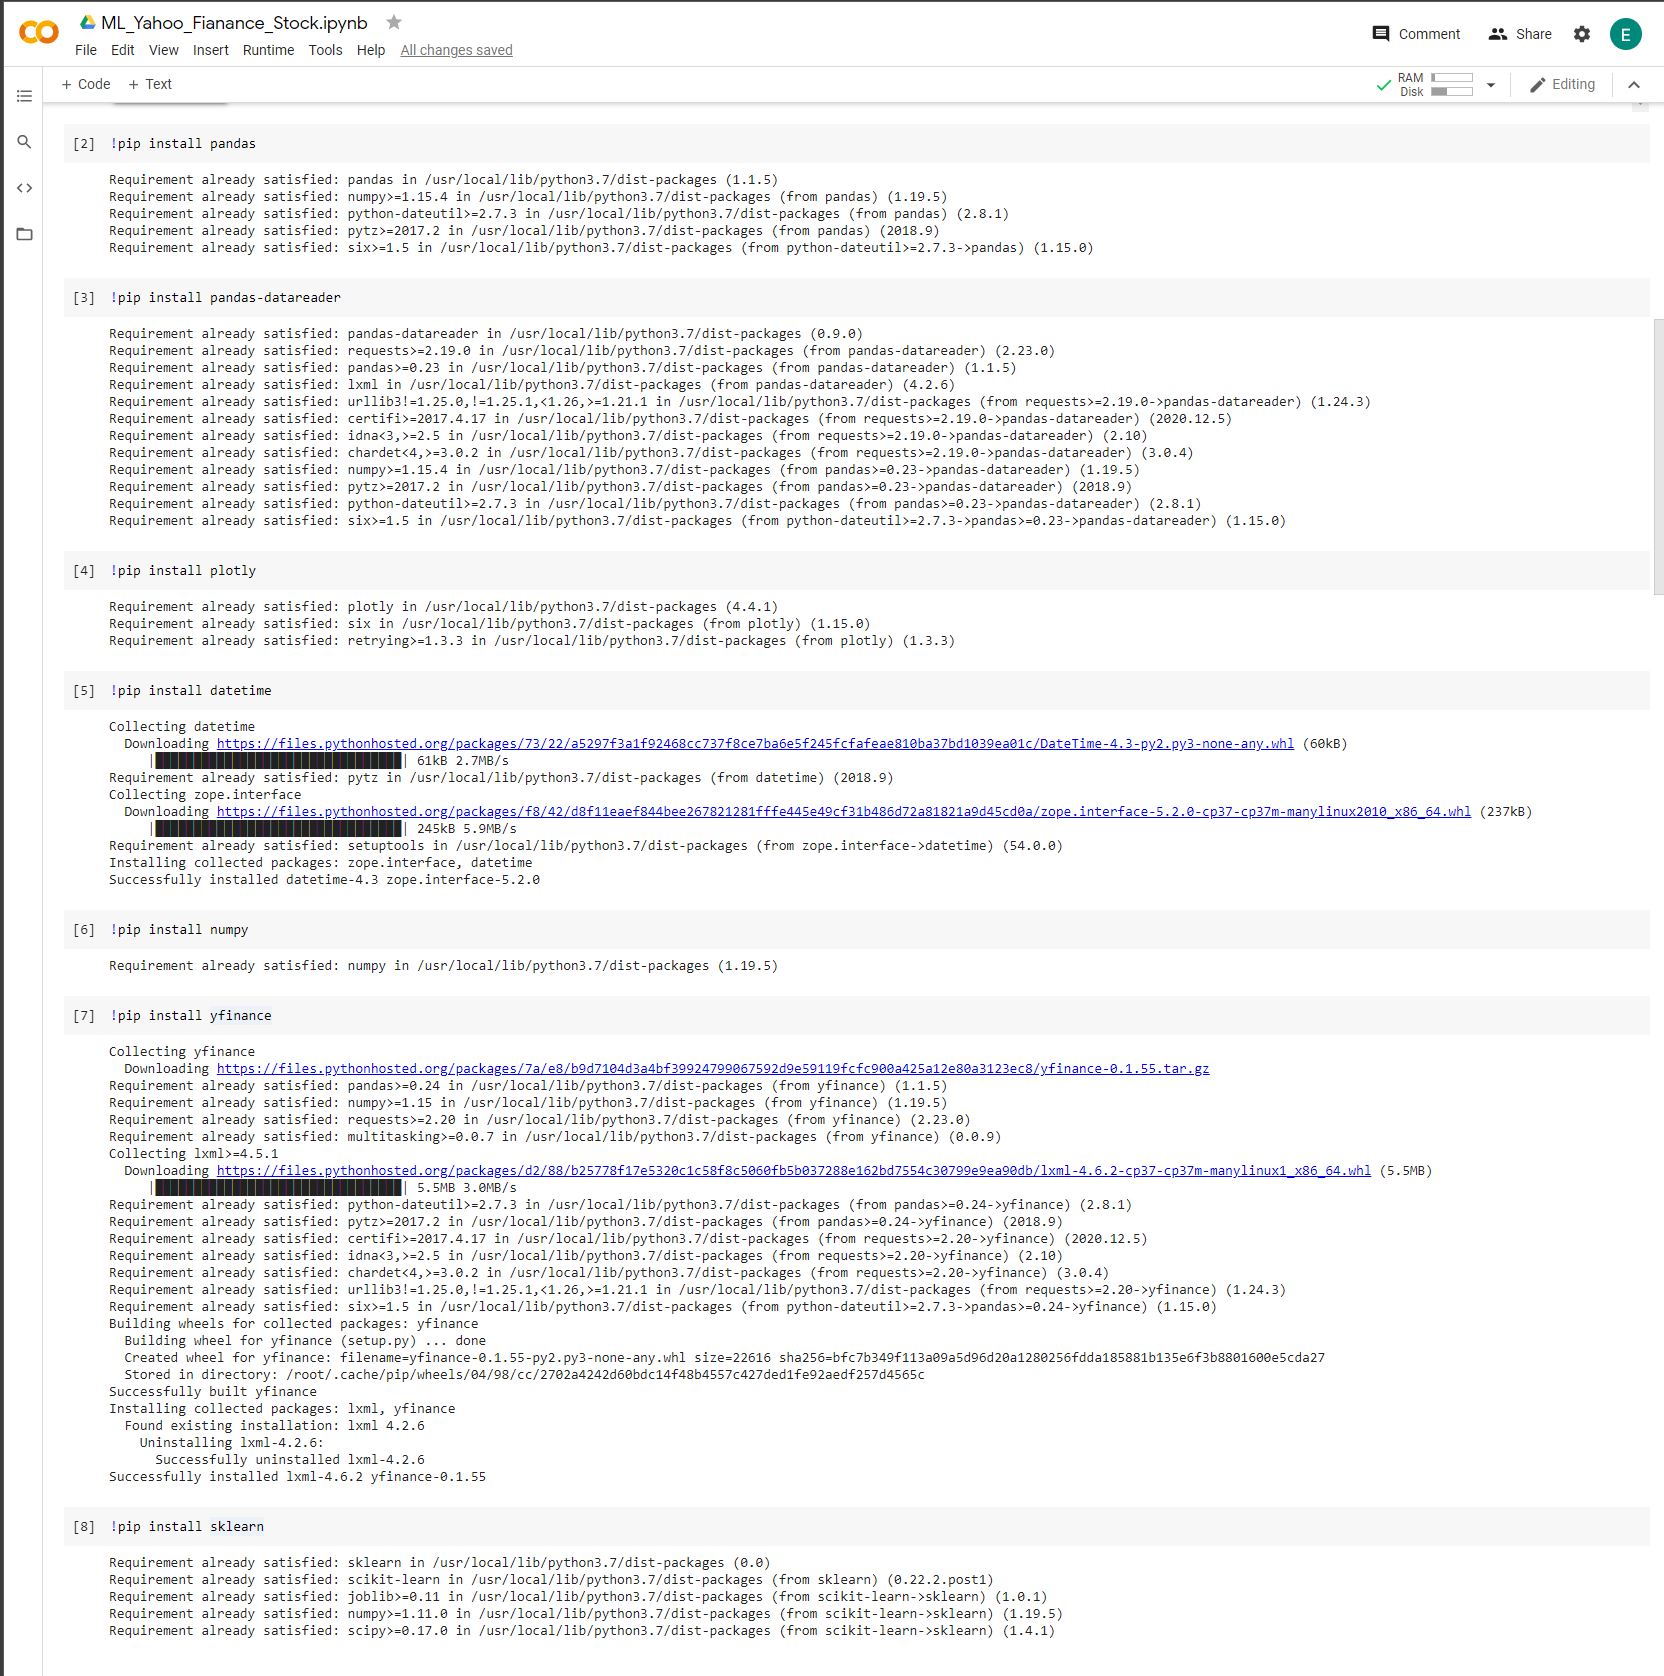 ML_Yahoo_Fianance_Stock.ipynb
File Edit View Insert Runtime Tools Help All changes saved
Comment Share E
+ Code + Text
RAM
Disk
Editing
[2] !pip install pandas
Requirement already satisfied: pandas in /usr/local/lib/python3.7/dist-packages (1.1.5)
Requirement already satisfied: numpy>=1.15.4 in /usr/local/lib/python3.7/dist-packages (from pandas) (1.19.5)
Requirement already satisfied: python-dateutil>=2.7.3 in /usr/local/lib/python3.7/dist-packages (from pandas) (2.8.1)
Requirement already satisfied: pytz>=2017.2 in /usr/local/lib/python3.7/dist-packages (from pandas) (2018.9)
Requirement already satisfied: six>=1.5 in /usr/local/lib/python3.7/dist-packages (from python-dateutil>=2.7.3->pandas) (1.15.0)
[3] !pip install pandas-datareader
Requirement already satisfied: pandas-datareader in /usr/local/lib/python3.7/dist-packages (0.9.0)
Requirement already satisfied: requests>=2.19.0 in /usr/local/lib/python3.7/dist-packages (from pandas-datareader) (2.23.0)
Requirement already satisfied: pandas>=0.23 in /usr/local/lib/python3.7/dist-packages (from pandas-datareader) (1.1.5)
Requirement already satisfied: lxml in /usr/local/lib/python3.7/dist-packages (from pandas-datareader) (4.2.6)
Requirement already satisfied: urllib3!=1.25.0,!=1.25.1,<1.26,>=1.21.1 in /usr/local/lib/python3.7/dist-packages (from requests>=2.19.0->pandas-datareader) (1.24.3)
Requirement already satisfied: certifi>=2017.4.17 in /usr/local/lib/python3.7/dist-packages (from requests>=2.19.0->pandas-datareader) (2020.12.5)
Requirement already satisfied: idna<3,>=2.5 in /usr/local/lib/python3.7/dist-packages (from requests>=2.19.0->pandas-datareader) (2.10)
Requirement already satisfied: chardet<4,>=3.0.2 in /usr/local/lib/python3.7/dist-packages (from requests>=2.19.0->pandas-datareader) (3.0.4)
Requirement already satisfied: numpy>=1.15.4 in /usr/local/lib/python3.7/dist-packages (from pandas>=0.23->pandas-datareader) (1.19.5)
Requirement already satisfied: pytz>=2017.2 in /usr/local/lib/python3.7/dist-packages (from pandas>=0.23->pandas-datareader) (2018.9)
Requirement already satisfied: python-dateutil>=2.7.3 in /usr/local/lib/python3.7/dist-packages (from pandas>=0.23->pandas-datareader) (2.8.1)
Requirement already satisfied: six>=1.5 in /usr/local/lib/python3.7/dist-packages (from python-dateutil>=2.7.3->pandas>=0.23->pandas-datareader) (1.15.0)
[4] !pip install plotly
Requirement already satisfied: plotly in /usr/local/lib/python3.7/dist-packages (4.4.1)
Requirement already satisfied: six in /usr/local/lib/python3.7/dist-packages (from plotly) (1.15.0)
Requirement already satisfied: retrying>=1.3.3 in /usr/local/lib/python3.7/dist-packages (from plotly) (1.3.3)
[5] !pip install datetime
Collecting datetime
Downloading https://files.pythonhosted.org/packages/73/22/a5297f3a1f92468cc737f8ce7ba6e5f245fcfafeae810ba37bd1039ea01c/DateTime-4.3-py2.py3-none-any.whl (60kB)
|████████████████████████████████| 61kB 2.7MB/s
Requirement already satisfied: pytz in /usr/local/lib/python3.7/dist-packages (from datetime) (2018.9)
Collecting zope.interface
Downloading https://files.pythonhosted.org/packages/f8/42/d8f11eaef844bee267821281fffe445e49cf31b486d72a81821a9d45cd0a/zope.interface-5.2.0-cp37-cp37m-manylinux2010_x86_64.whl (237kB)
|████████████████████████████████| 245kB 5.9MB/s
Requirement already satisfied: setuptools in /usr/local/lib/python3.7/dist-packages (from zope.interface->datetime) (54.0.0)
Installing collected packages: zope.interface, datetime
Successfully installed datetime-4.3 zope.interface-5.2.0
[6] !pip install numpy
Requirement already satisfied: numpy in /usr/local/lib/python3.7/dist-packages (1.19.5)
[7] !pip install yfinance
Collecting yfinance
Downloading https://files.pythonhosted.org/packages/7a/e8/b9d7104d3a4bf39924799067592d9e59119fcfc900a425a12e80a3123ec8/yfinance-0.1.55.tar.gz
Requirement already satisfied: pandas>=0.24 in /usr/local/lib/python3.7/dist-packages (from yfinance) (1.1.5)
Requirement already satisfied: numpy>=1.15 in /usr/local/lib/python3.7/dist-packages (from yfinance) (1.19.5)
Requirement already satisfied: requests>=2.20 in /usr/local/lib/python3.7/dist-packages (from yfinance) (2.23.0)
Requirement already satisfied: multitasking>=0.0.7 in /usr/local/lib/python3.7/dist-packages (from yfinance) (0.0.9)
Collecting lxml>=4.5.1
Downloading https://files.pythonhosted.org/packages/d2/88/b25778f17e5320c1c58f8c5060fb5b037288e162bd7554c30799e9ea90db/lxml-4.6.2-cp37-cp37m-manylinux1_x86_64.whl (5.5MB)
|████████████████████████████████| 5.5MB 3.0MB/s
Requirement already satisfied: python-dateutil>=2.7.3 in /usr/local/lib/python3.7/dist-packages (from pandas>=0.24->yfinance) (2.8.1)
Requirement already satisfied: pytz>=2017.2 in /usr/local/lib/python3.7/dist-packages (from pandas>=0.24->yfinance) (2018.9)
Requirement already satisfied: certifi>=2017.4.17 in /usr/local/lib/python3.7/dist-packages (from requests>=2.20->yfinance) (2020.12.5)
Requirement already satisfied: idna<3,>=2.5 in /usr/local/lib/python3.7/dist-packages (from requests>=2.20->yfinance) (2.10)
Requirement already satisfied: chardet<4,>=3.0.2 in /usr/local/lib/python3.7/dist-packages (from requests>=2.20->yfinance) (3.0.4)
Requirement already satisfied: urllib3!=1.25.0,!=1.25.1,<1.26,>=1.21.1 in /usr/local/lib/python3.7/dist-packages (from requests>=2.20->yfinance) (1.24.3)
Requirement already satisfied: six>=1.5 in /usr/local/lib/python3.7/dist-packages (from python-dateutil>=2.7.3->pandas>=0.24->yfinance) (1.15.0)
Building wheels for collected packages: yfinance
Building wheel for yfinance (setup.py) ... done
Created wheel for yfinance: filename=yfinance-0.1.55-py2.py3-none-any.whl size=22616 sha256=bfc7b349f113a09a5d96d20a1280256fdda185881b135e6f3b8801600e5cda27
Stored in directory: /root/.cache/pip/wheels/04/98/cc/2702a4242d60bdc14f48b4557c427ded1fe92aedf257d4565c
Successfully built yfinance
Installing collected packages: lxml, yfinance
Found existing installation: lxml 4.2.6
Uninstalling lxml-4.2.6:
Successfully uninstalled lxml-4.2.6
Successfully installed lxml-4.6.2 yfinance-0.1.55
[8] !pip install sklearn
Requirement already satisfied: sklearn in /usr/local/lib/python3.7/dist-packages (0.0)
Requirement already satisfied: scikit-learn in /usr/local/lib/python3.7/dist-packages (from sklearn) (0.22.2.post1)
Requirement already satisfied: joblib>=0.11 in /usr/local/lib/python3.7/dist-packages (from scikit-learn->sklearn) (1.0.1)
Requirement already satisfied: numpy>=1.11.0 in /usr/local/lib/python3.7/dist-packages (from scikit-learn->sklearn) (1.19.5)
Requirement already satisfied: scipy>=0.17.0 in /usr/local/lib/python3.7/dist-packages (from scikit-learn->sklearn) (1.4.1)